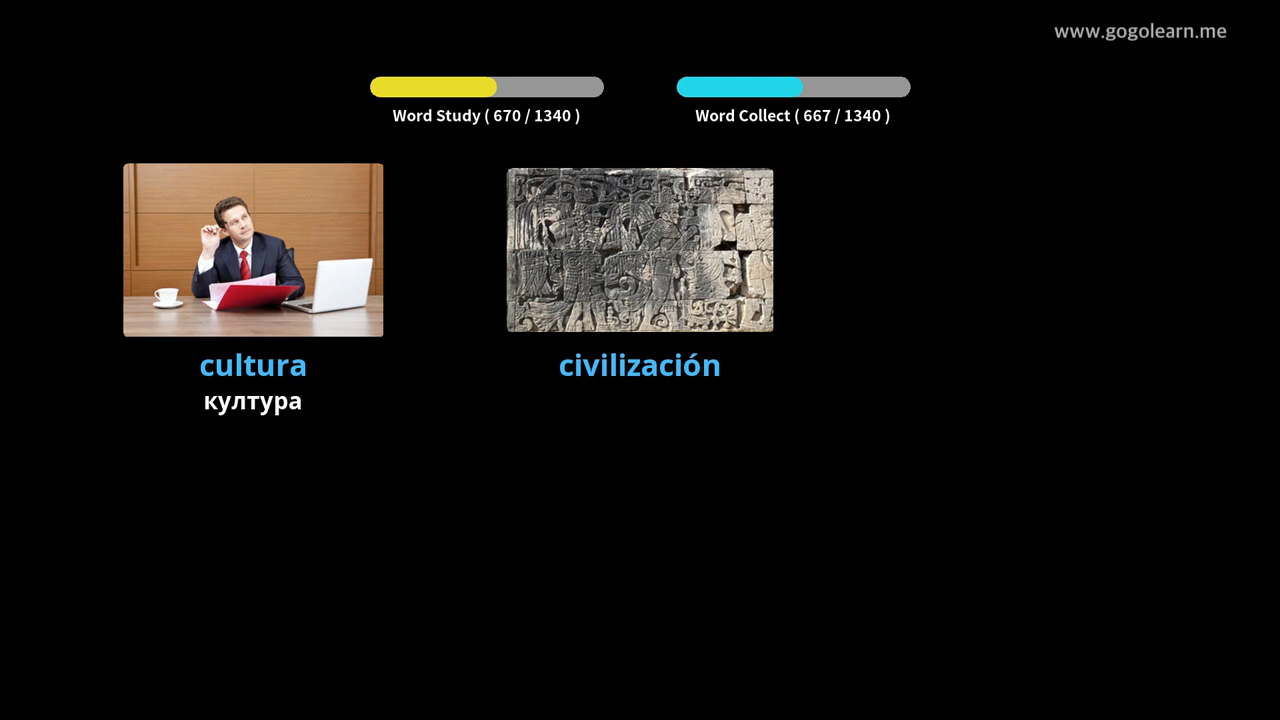 www.gogolearn.me
Word Study ( 670 / 1340 )
Word Collect ( 667 / 1340 )
cultura
култура
civilización